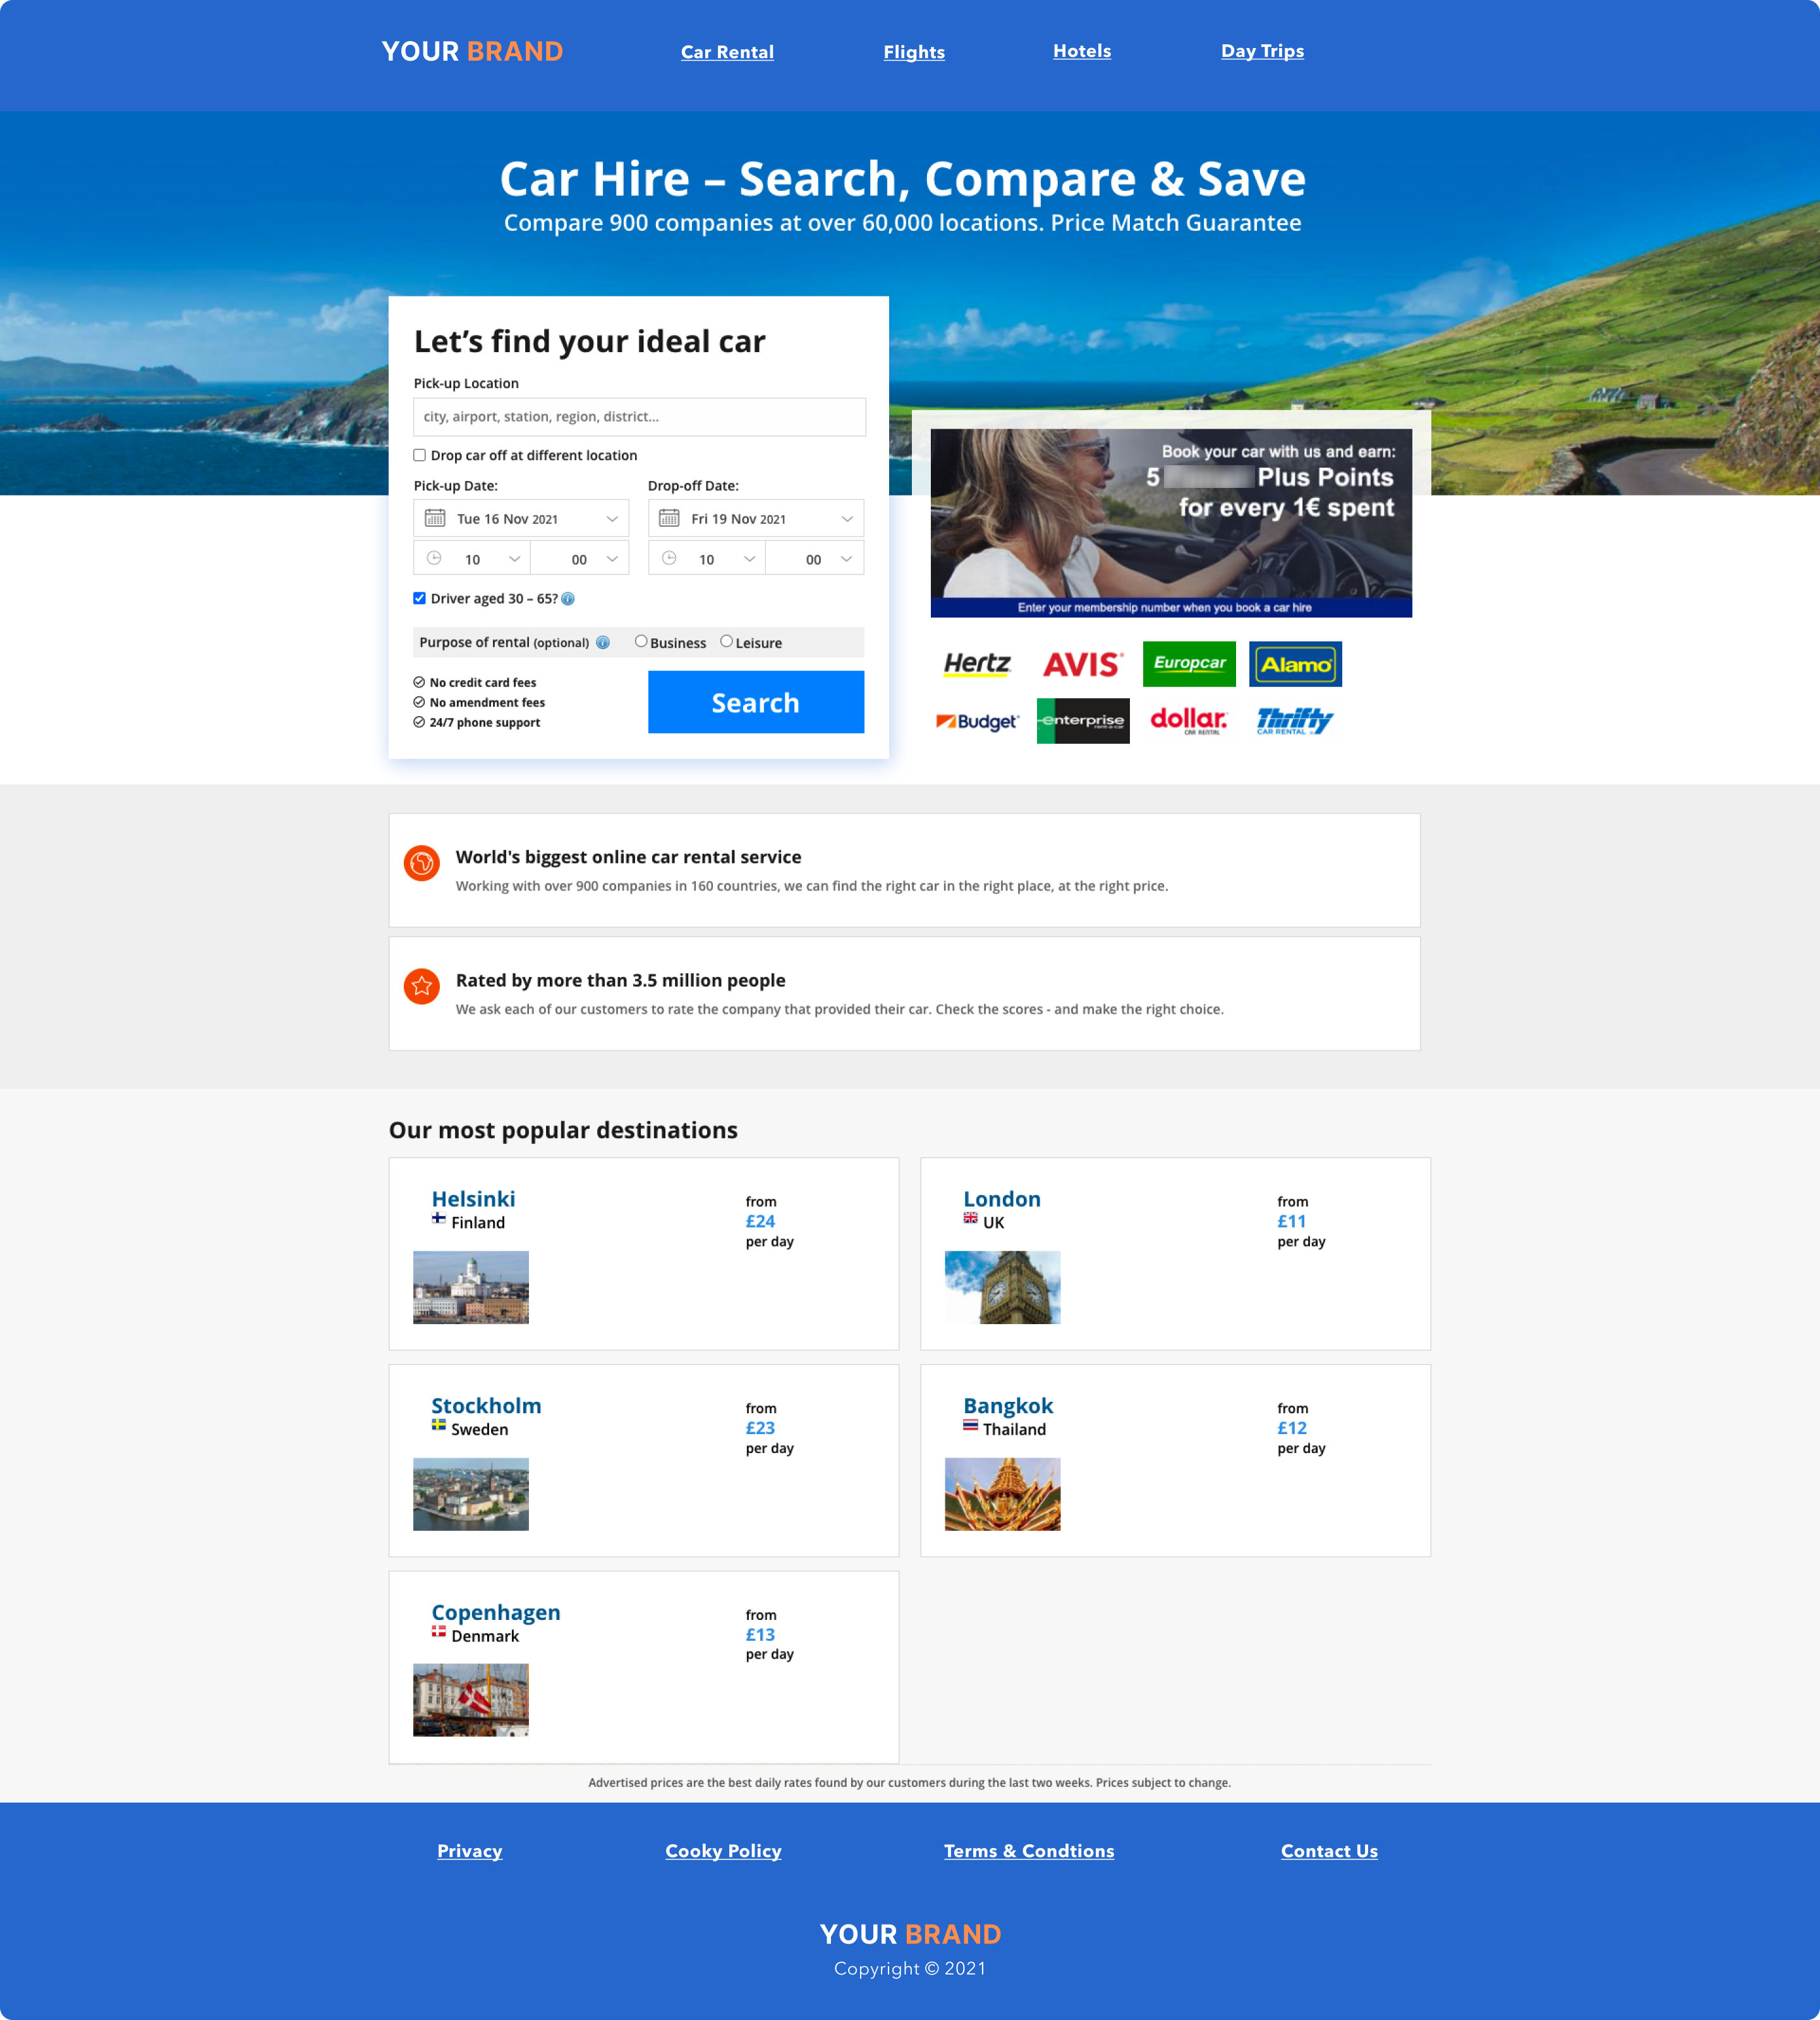 YOUR BRAND
Car Rental
Flights
Hotels
Day Trips
Car Hire – Search, Compare & Save
Compare 900 companies at over 60,000 locations. Price Match Guarantee
Let’s find your ideal car
Pick-up Location
city, airport, station, region, district...
Drop car off at different location
Pick-up Date:
Drop-off Date:
Tue 16 Nov 2021
Fri 19 Nov 2021
10
00
10
00
Driver aged 30 – 65?
Purpose of rental (optional)
Business
Leisure
No credit card fees
No amendment fees
24/7 phone support
Search
Book your car with us and earn:
5 Plus Points
for every 1€ spent
Enter your membership number when you book a car hire
Hertz
AVIS
Europcar
Alamo
Budget
enterprise
rent-a-car
dollar.
CAR RENTAL
Thrifty
CAR RENTAL
World's biggest online car rental service
Working with over 900 companies in 160 countries, we can find the right car in the right place, at the right price.
Rated by more than 3.5 million people
We ask each of our customers to rate the company that provided their car. Check the scores - and make the right choice.
Our most popular destinations
Helsinki
Finland
from
£24
per day
London
UK
from
£11
per day
Stockholm
Sweden
from
£23
per day
Bangkok
Thailand
from
£12
per day
Copenhagen
Denmark
from
£13
per day
Advertised prices are the best daily rates found by our customers during the last two weeks. Prices subject to change.
Privacy
Cooky Policy
Terms & Condtions
Contact Us
YOUR BRAND
Copyright © 2021